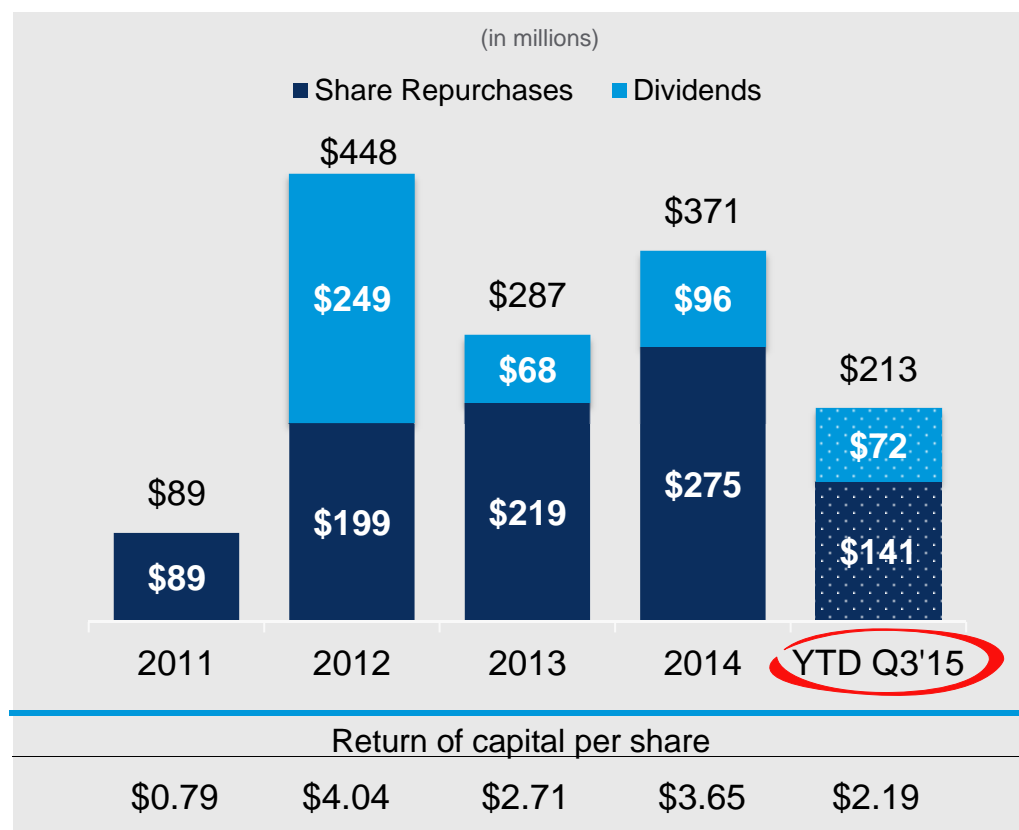 (in millions)
Share Repurchases Dividends
$448
$371
$249 $287 $96
$68
$213
$72
$89 $275
$199 $219
$89 $141
2011 2012 2013 2014 YTD Q3'15
Return of capital per share
$0.79 $4.04 $2.71 $3.65 $2.19